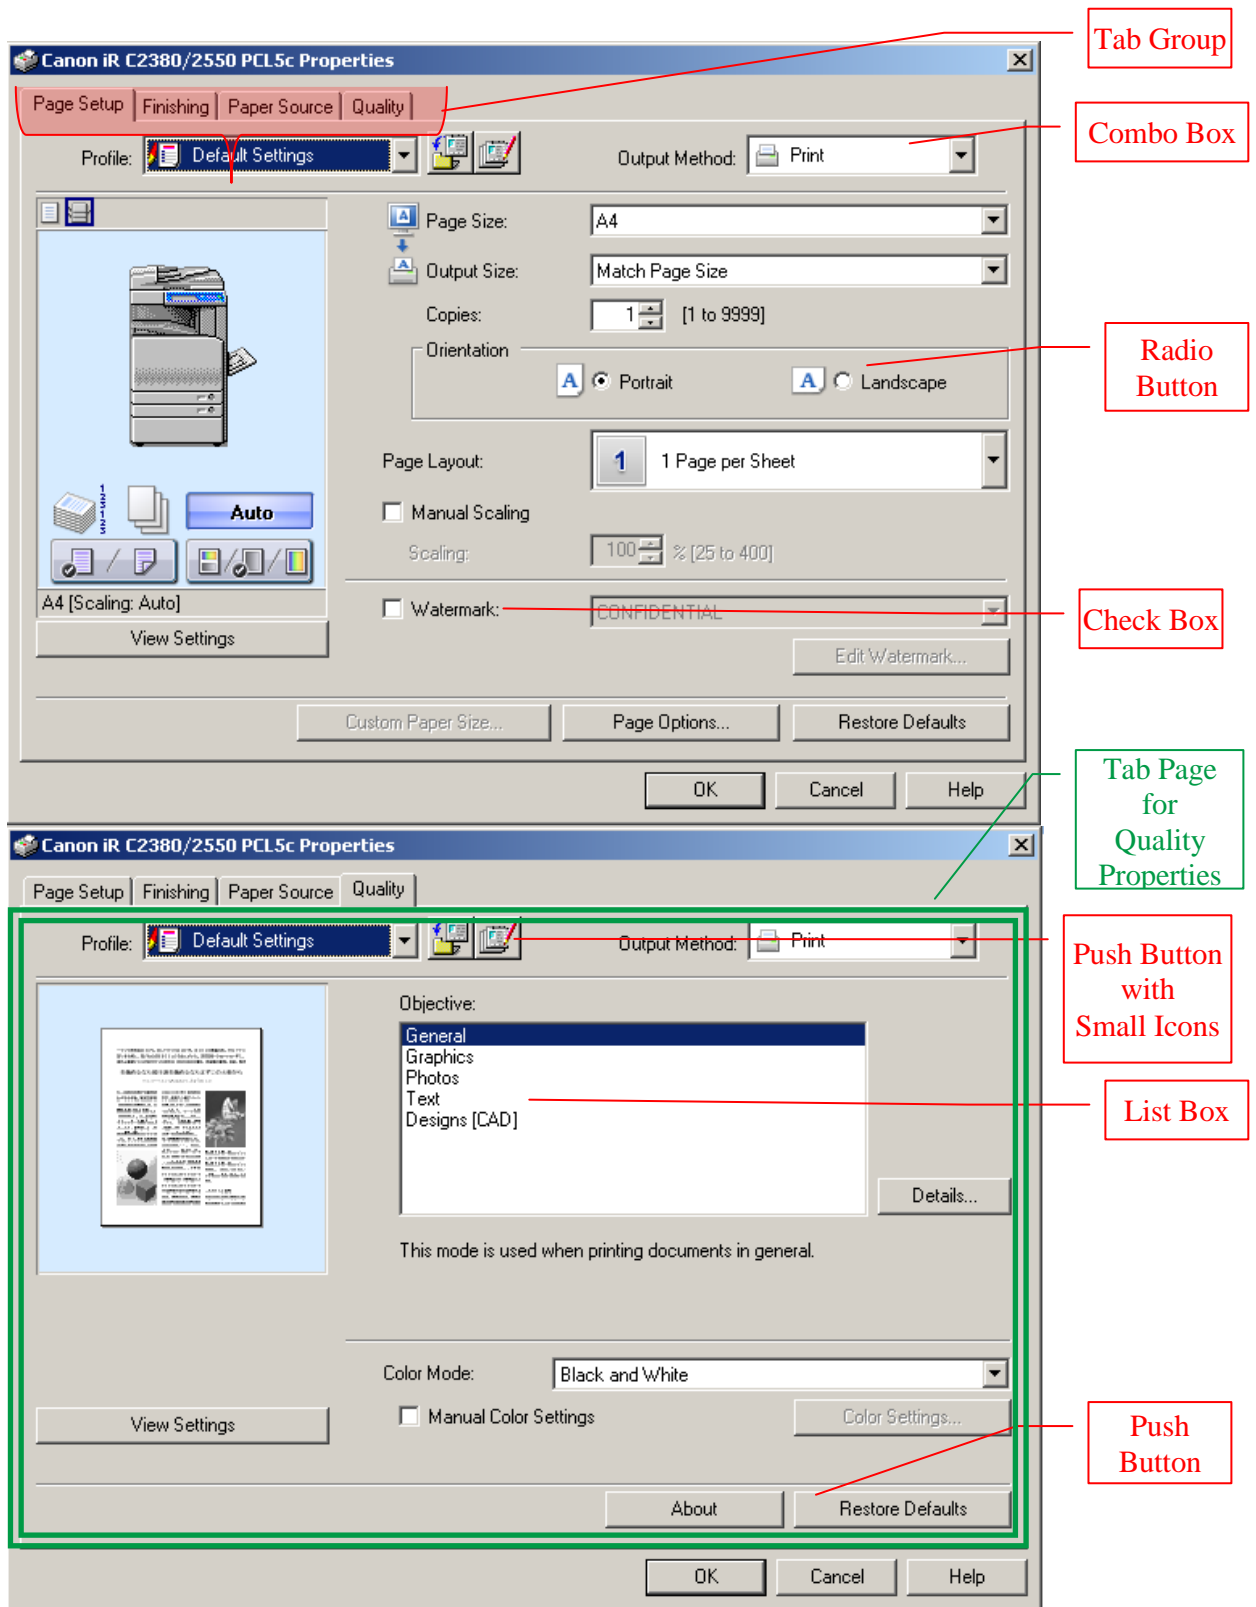 Tab Group
Canon iR C2380/2550 PCL5c Properties
Page Setup Finishing Paper Source Quality
Combo Box
Profile: Default Settings Output Method: Print
Page Size: A4
Output Size: Match Page Size
Copies: 1 [1 to 9999]
Orientation
Radio
Button
Portrait Landscape
Page Layout: 1 1 Page per Sheet
Auto
Manual Scaling
Scaling: 100 % [25 to 400]
A4 [Scaling: Auto]
Watermark: CONFIDENTIAL
Check Box
View Settings
Edit Watermark...
Custom Paper Size... Page Options... Restore Defaults
OK Cancel Help
Tab Page
for
Quality
Properties
Canon iR C2380/2550 PCL5c Properties
Page Setup Finishing Paper Source Quality
Profile: Default Settings Output Method: Print
Push Button
with
Small Icons
Objective:
General
Graphics
Photos
Text
Designs [CAD]
List Box
Details...
This mode is used when printing documents in general.
Color Mode: Black and White
View Settings
Manual Color Settings Color Settings...
Push
Button
About Restore Defaults
OK Cancel Help